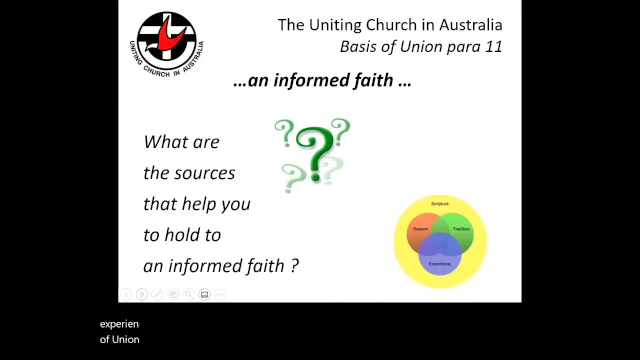 The Uniting Church in Australia
Basis of Union para 11
UNITING CHURCH IN AUSTRALIA
…an informed faith …
What are
the sources
that help you
to hold to
an informed faith ?
Scripture
Reason
Tradition
Experience
experien
of Union